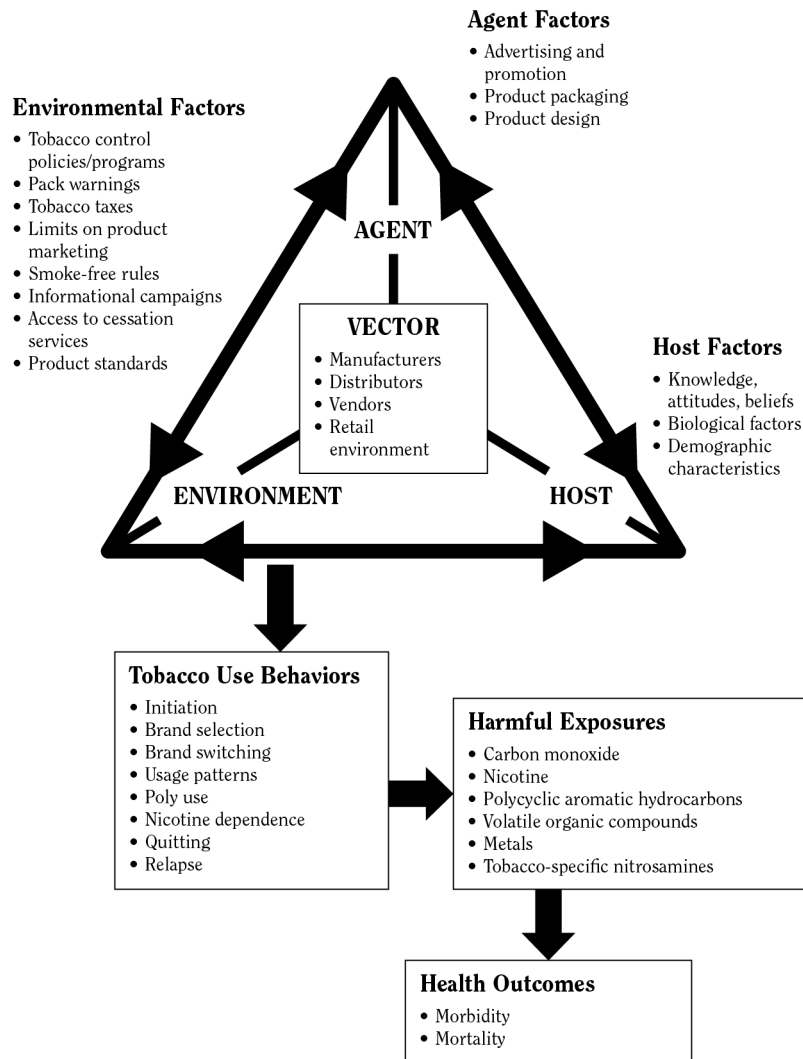 Agent Factors
• Advertising and
promotion
• Product packaging
• Product design
Environmental Factors
• Tobacco control
policies/programs
• Pack warnings
• Tobacco taxes
• Limits on product
marketing
• Smoke-free rules
• Informational campaigns
• Access to cessation
services
• Product standards
AGENT
VECTOR
• Manufacturers
• Distributors
• Vendors
• Retail
environment
Host Factors
• Knowledge,
attitudes, beliefs
• Biological factors
• Demographic
characteristics
ENVIRONMENT
HOST
Tobacco Use Behaviors
• Initiation
• Brand selection
• Brand switching
• Usage patterns
• Poly use
• Nicotine dependence
• Quitting
• Relapse
Harmful Exposures
• Carbon monoxide
• Nicotine
• Polycyclic aromatic hydrocarbons
• Volatile organic compounds
• Metals
• Tobacco-specific nitrosamines
Health Outcomes
• Morbidity
• Mortality